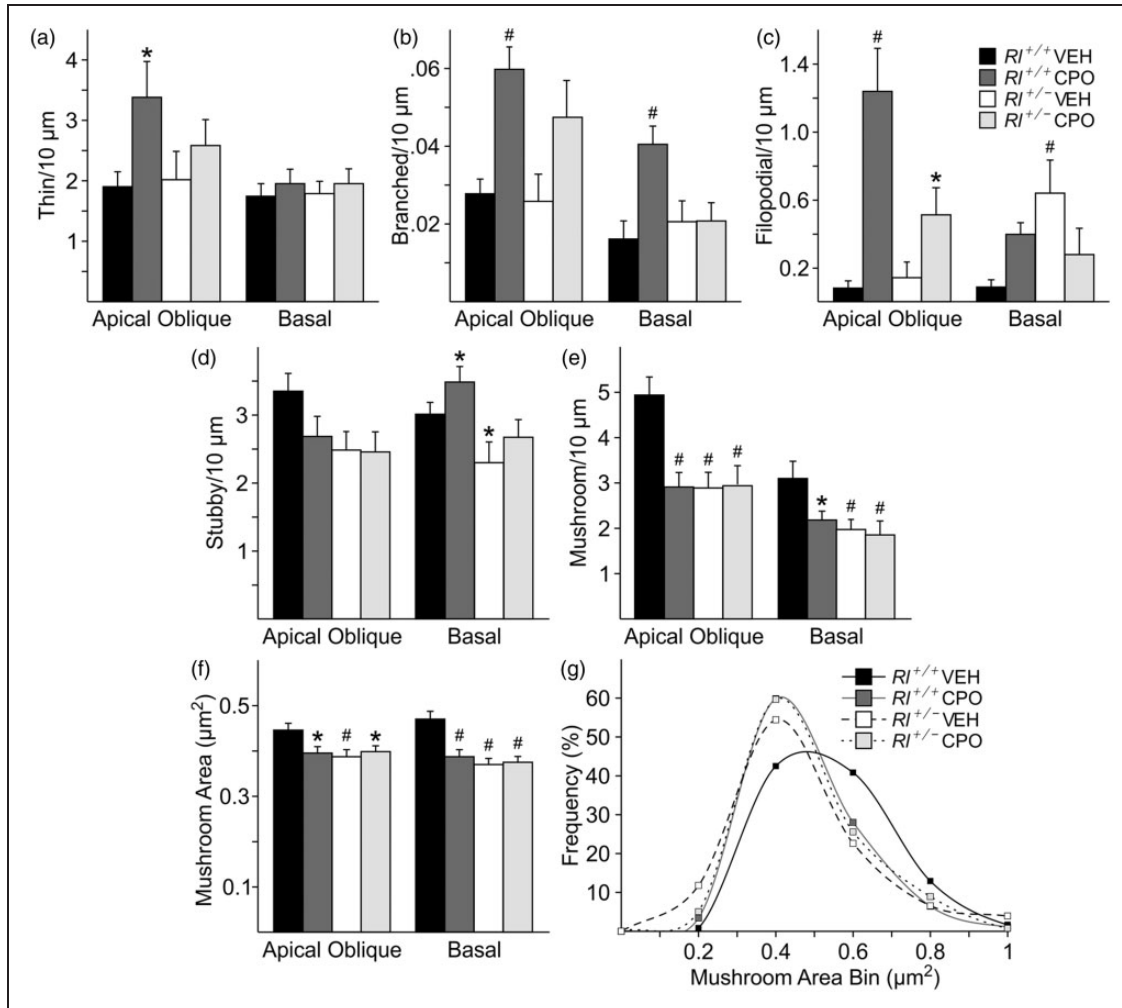 (a)
Thin/10 µm
4
3
2
1
*
Apical Oblique
Basal
(b)
Branched/10 µm
.06
.04
.02
#
#
Apical Oblique
Basal
(c)
Filopodial/10 µm
1.4
1.0
0.6
0.2
#
*
#
RI+/+ VEH
RI+/+ CPO
RI+/- VEH
RI+/- CPO
Apical Oblique
Basal
(d)
Stubby/10 µm
3
2
1
*
*
Apical Oblique
Basal
(e)
Mushroom/10 µm
5
4
3
2
1
# # #
* # #
Apical Oblique
Basal
(f)
Mushroom Area (µm²)
0.5
0.3
0.1
* # *
# # #
Apical Oblique
Basal
(g)
RI+/+ VEH
RI+/+ CPO
RI+/- VEH
RI+/- CPO
Frequency (%)
60
50
40
30
20
10
0.2 0.4 0.6 0.8 1
Mushroom Area Bin (µm²)